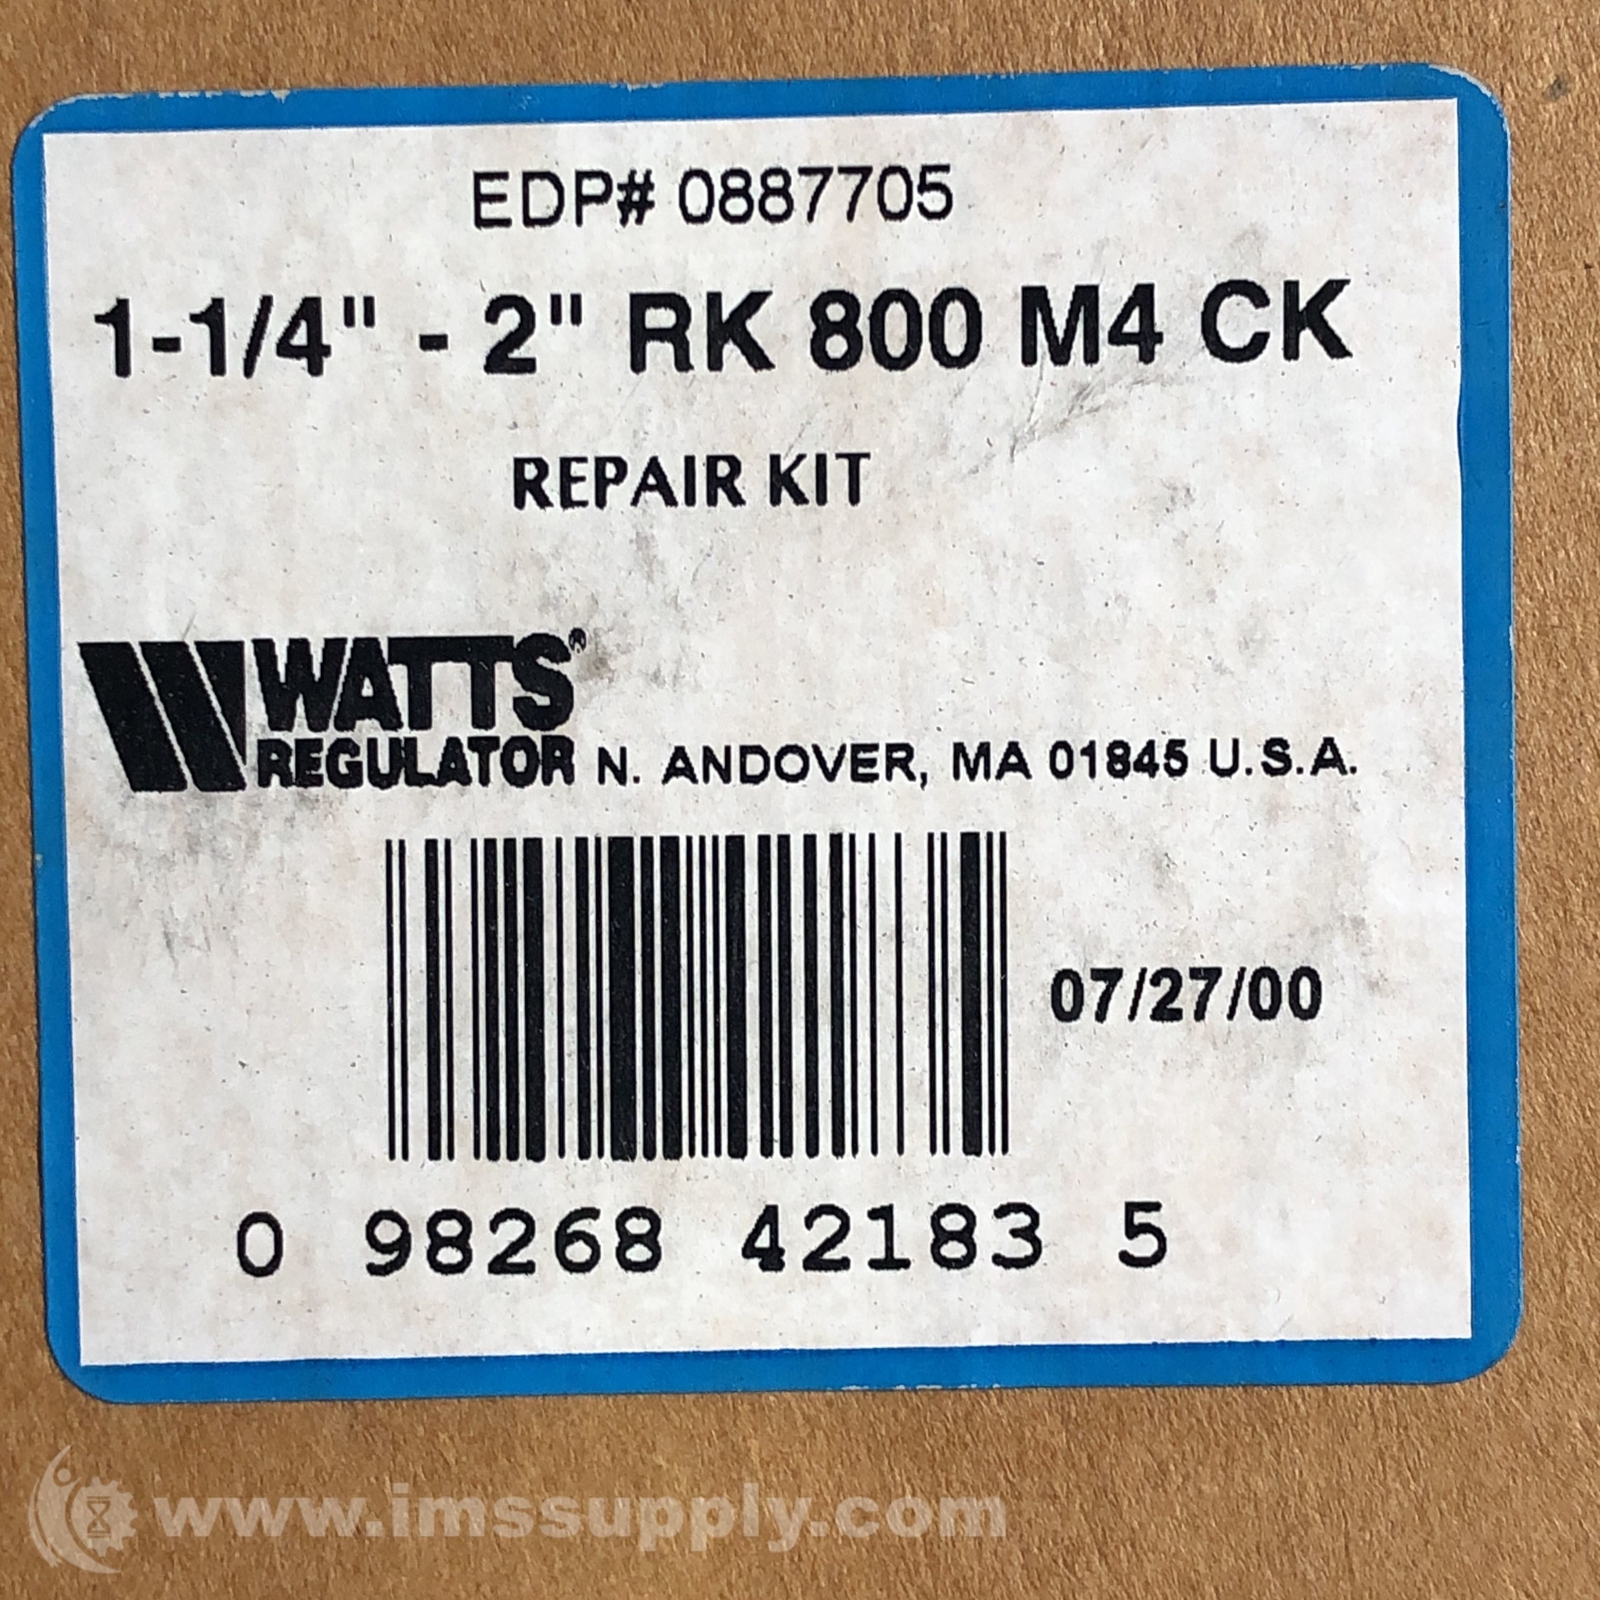 EDP# 0887705
1-1/4" - 2" RK 800 M4 CK
REPAIR KIT
WATTS®
REGULATOR N. ANDOVER, MA 01845 U.S.A.
07/27/00
0 98268 42183 5
www.imssupply.com